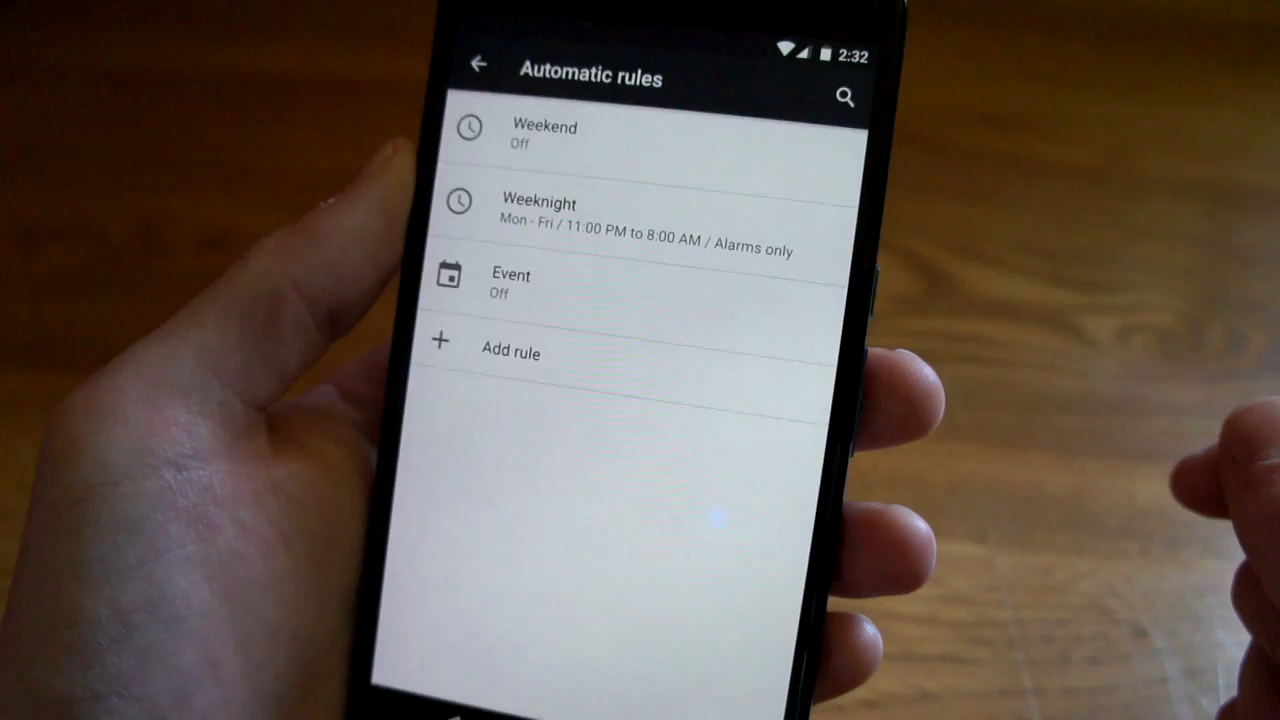 2:32
Automatic rules
Weekend
Off
Weeknight
Mon - Fri / 11:00 PM to 8:00 AM / Alarms only
Event
Off
Add rule